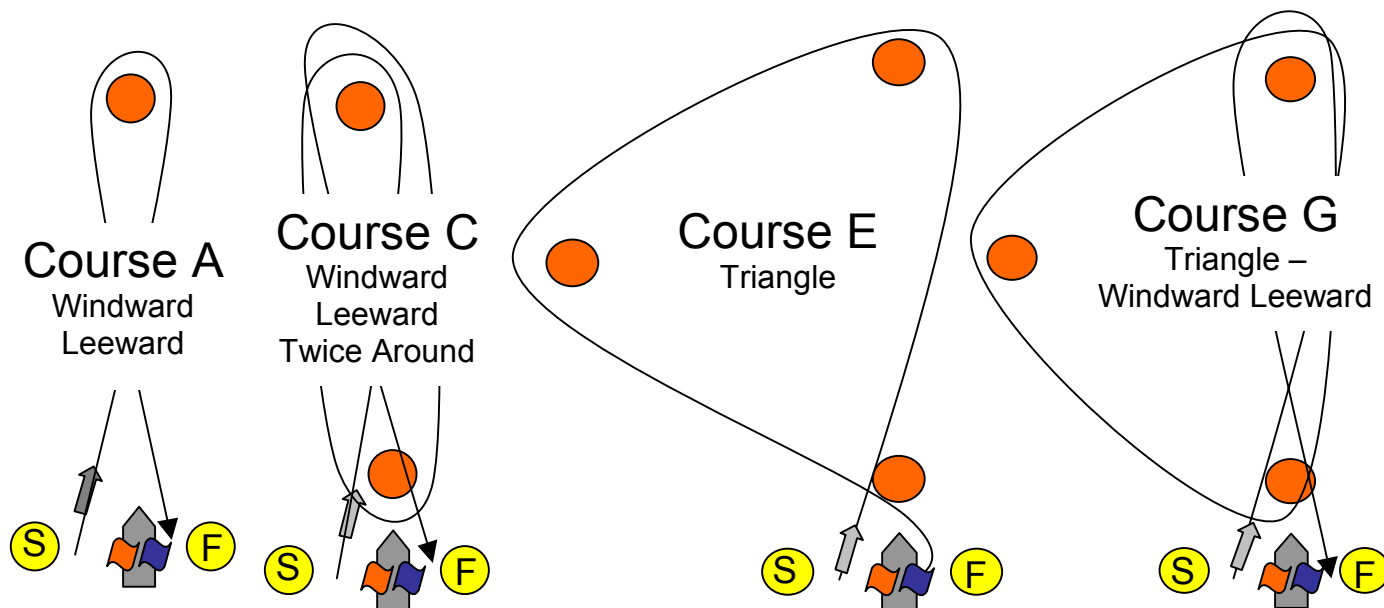 Course A
Windward
Leeward
S
F
Course C
Windward
Leeward
Twice Around
S
F
Course E
Triangle
S
F
Course G
Triangle –
Windward Leeward
S
F